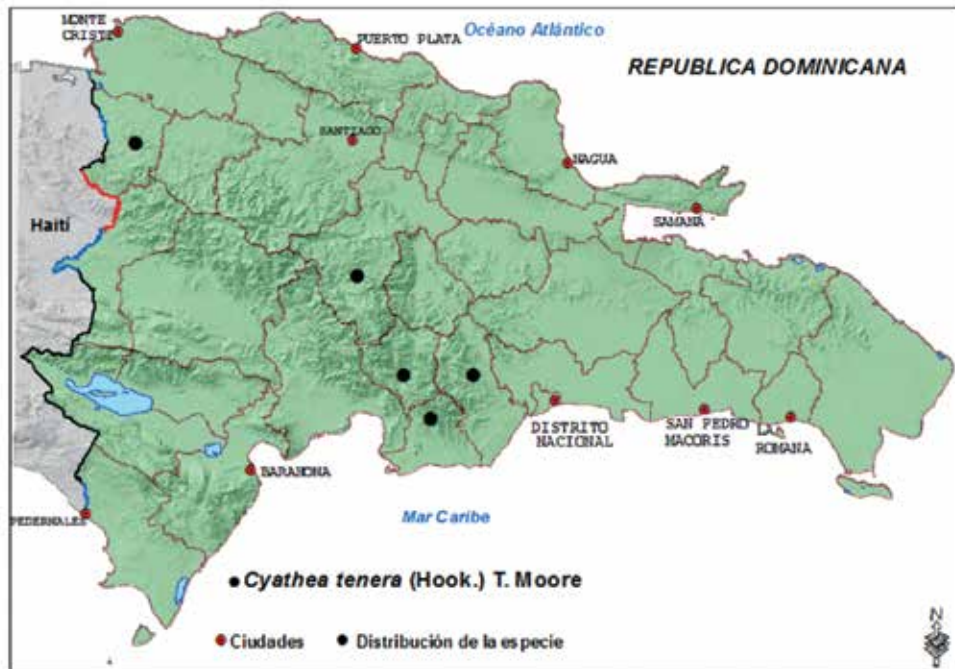 MONTE
CRISTI
PUERTO PLATA
Océano Atlántico
REPUBLICA DOMINICANA
SANTIAGO
NAGUA
SAMANA
Haití
DISTRITO
NACIONAL
SAN PEDRO
MACORIS
LA
ROMANA
BARAHONA
PEDERNALES
Mar Caribe
Cyathea tenera (Hook.) T. Moore
Ciudades
Distribución de la especie
N